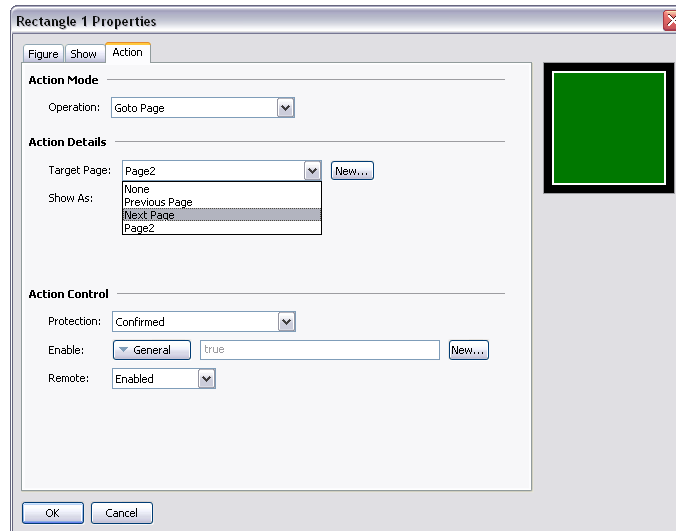 Rectangle 1 Properties
Figure Show Action
Action Mode
Operation: Goto Page
Action Details
Target Page: Page2 New...
None
Show As: Previous Page
Next Page
Page2
Action Control
Protection: Confirmed
Enable: General true New...
Remote: Enabled
OK Cancel